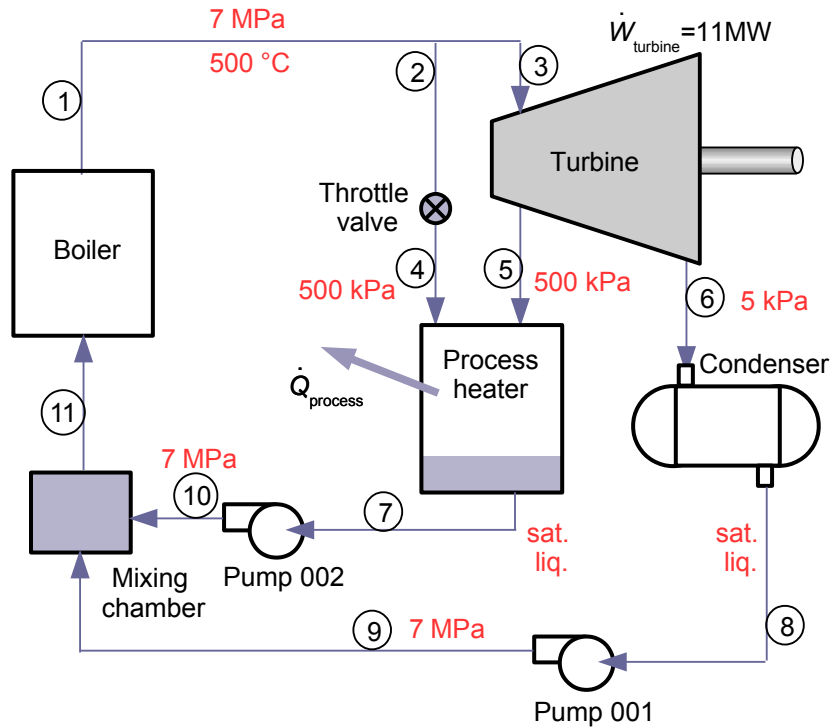 7 MPa
500 °C
Ẇturbine=11MW
1
2
3
Turbine
Throttle
valve
Boiler
4
500 kPa
5
500 kPa
6
5 kPa
Process
heater
Condenser
Q̇process
11
7 MPa
10
7
sat.
liq.
sat.
liq.
Pump 002
Mixing
chamber
9
7 MPa
8
Pump 001